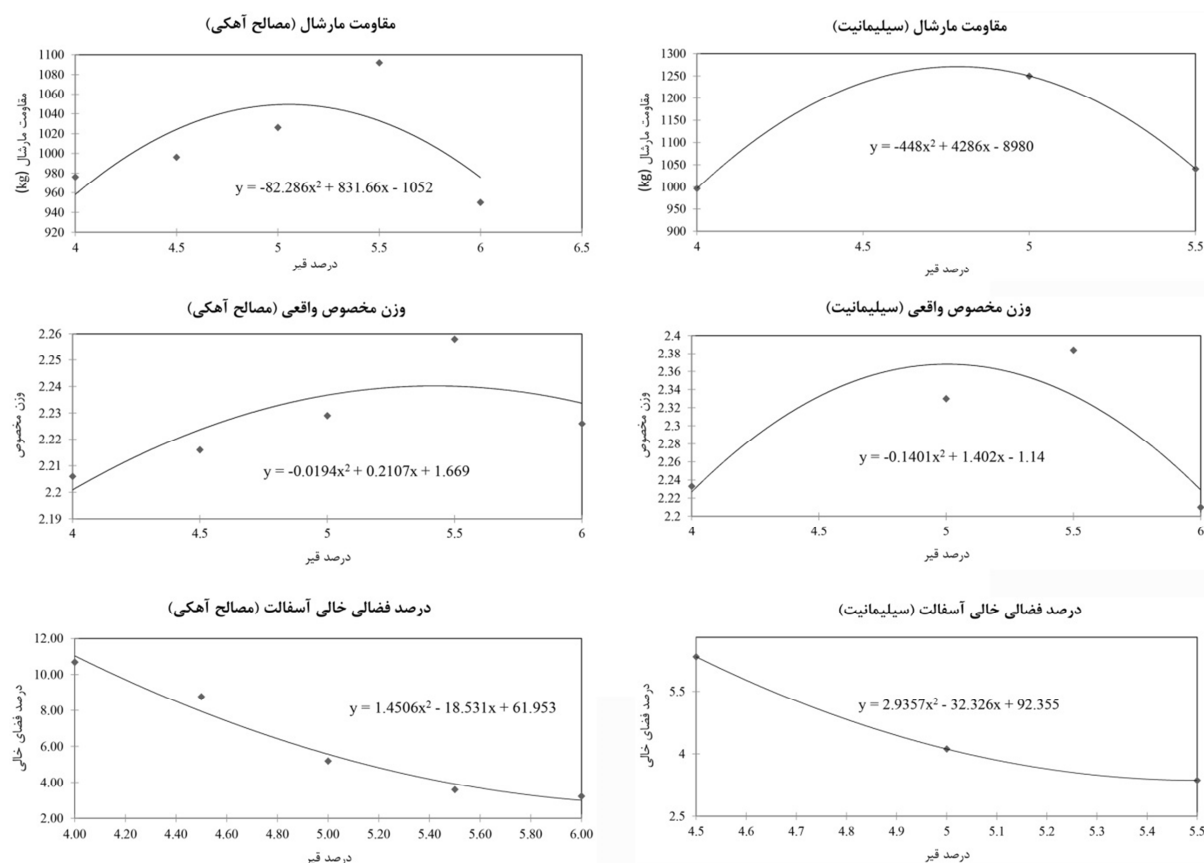 مقاومت مارشال (مصالح آهکی)
مقاومت مارشال (kg)
1100
1080
1060
1040
1020
1000
980
960
940
920
y = -82.286x² + 831.66x - 1052
4 4.5 5 5.5 6 6.5
درصد قیر
مقاومت مارشال (سیلیمانیت)
مقاومت مارشال (kg)
1300
1250
1200
1150
1100
1050
1000
950
900
y = -448x² + 4286x - 8980
4 4.5 5 5.5
درصد قیر
وزن مخصوص واقعی (مصالح آهکی)
وزن مخصوص
2.26
2.25
2.24
2.23
2.22
2.21
2.2
2.19
y = -0.0194x² + 0.2107x + 1.669
4 4.5 5 5.5 6
درصد قیر
وزن مخصوص واقعی (سیلیمانیت)
وزن مخصوص
2.4
2.38
2.36
2.34
2.32
2.3
2.28
2.26
2.24
2.22
2.2
y = -0.1401x² + 1.402x - 1.14
4 4.5 5 5.5 6
درصد قیر
درصد فضالی خالی آسفالت (مصالح آهکی)
درصد فضای خالی
12.00
10.00
8.00
6.00
4.00
2.00
y = 1.4506x² - 18.531x + 61.953
4.00 4.20 4.40 4.60 4.80 5.00 5.20 5.40 5.60 5.80 6.00
درصد قیر
درصد فضالی خالی آسفالت (سیلیمانیت)
درصد فضای خالی
5.5
4
2.5
y = 2.9357x² - 32.326x + 92.355
4.5 4.6 4.7 4.8 4.9 5 5.1 5.2 5.3 5.4 5.5
درصد قیر